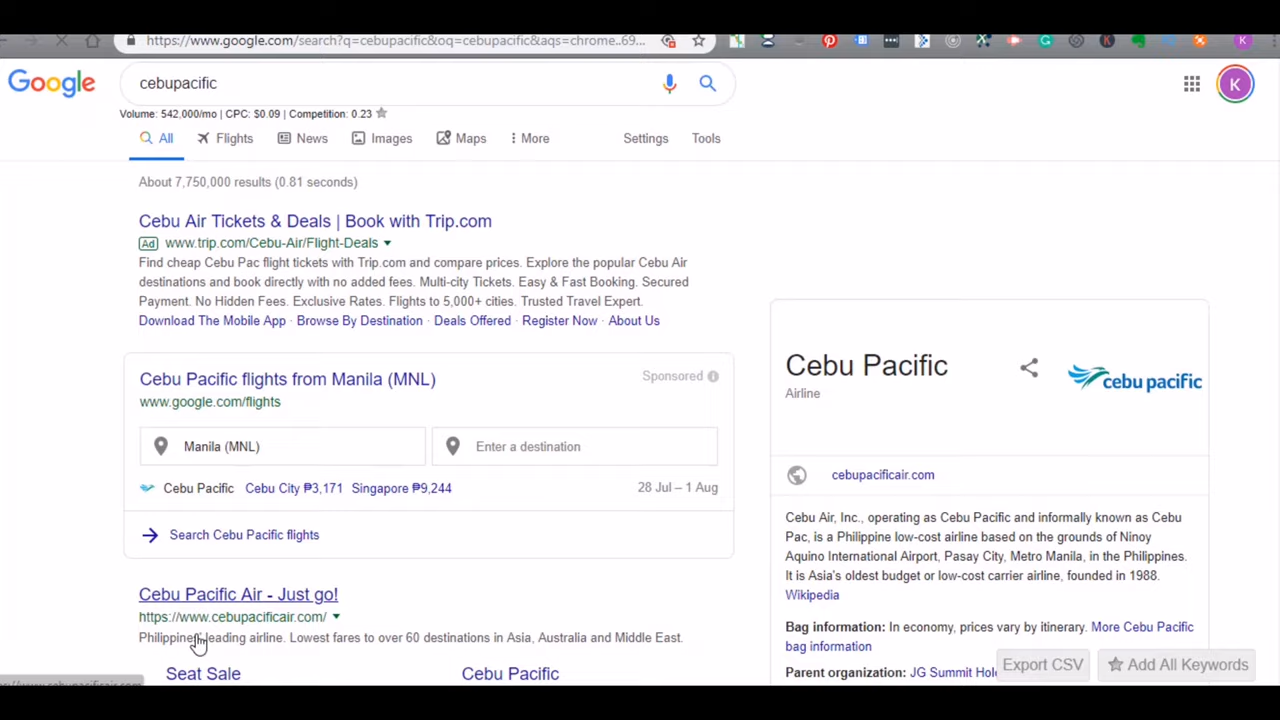 https://www.google.com/search?q=cebupacific&oq=cebupacific&aqs=chrome..69...
Google
cebupacific
K
Volume: 542,000/mo | CPC: $0.09 | Competition: 0.23
All
Flights
News
Images
Maps
More
Settings
Tools
About 7,750,000 results (0.81 seconds)
Cebu Air Tickets & Deals | Book with Trip.com
Ad www.trip.com/Cebu-Air/Flight-Deals
Find cheap Cebu Pac flight tickets with Trip.com and compare prices. Explore the popular Cebu Air
destinations and book directly with no added fees. Multi-city Tickets. Easy & Fast Booking. Secured
Payment. No Hidden Fees. Exclusive Rates. Flights to 5,000+ cities. Trusted Travel Expert.
Download The Mobile App · Browse By Destination · Deals Offered · Register Now · About Us
Cebu Pacific flights from Manila (MNL)
Sponsored
www.google.com/flights
Manila (MNL)
Enter a destination
Cebu Pacific Cebu City ₱3,171 Singapore ₱9,244
28 Jul – 1 Aug
Search Cebu Pacific flights
Cebu Pacific Air - Just go!
https://www.cebupacificair.com/
leading airline. Lowest fares to over 60 destinations in Asia, Australia and Middle East.
Seat Sale
Cebu Pacific
Cebu Pacific
Airline
cebu pacific
cebupacificair.com
Cebu Air, Inc., operating as Cebu Pacific and informally known as Cebu
Pac, is a Philippine low-cost airline based on the grounds of Ninoy
Aquino International Airport, Pasay City, Metro Manila, in the Philippines.
It is Asia's oldest budget or low-cost carrier airline, founded in 1988.
Wikipedia
Bag information: In economy, prices vary by itinerary. More Cebu Pacific
bag information
Parent organization: JG Summit
Export CSV
Add All Keywords